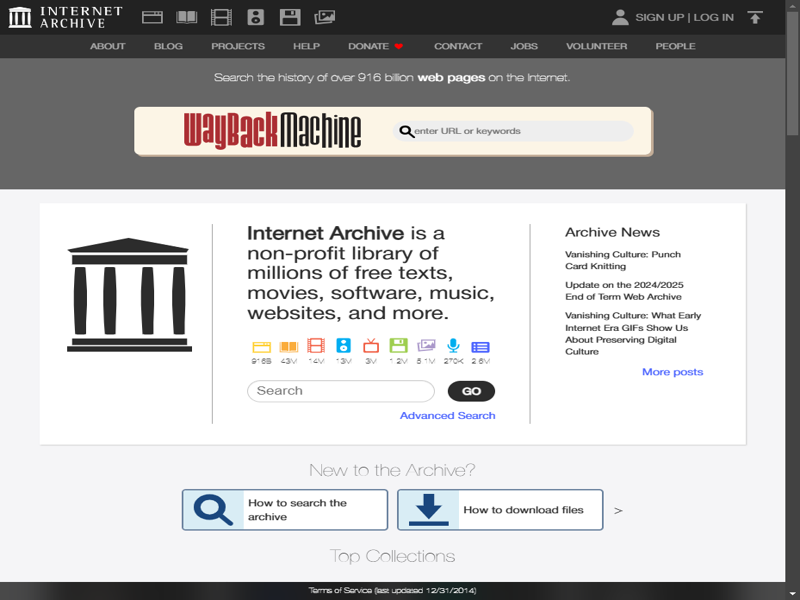 INTERNET
ARCHIVE
SIGN UP | LOG IN
ABOUT BLOG PROJECTS HELP DONATE CONTACT JOBS VOLUNTEER PEOPLE
Search the history of over 916 billion web pages on the Internet.
WayBackMachine
enter URL or keywords
Internet Archive is a
non-profit library of
millions of free texts,
movies, software, music,
websites, and more.
916B 43M 14M 13M 3M 1.2M 5.1M 270K 2.6M
Search
GO
Advanced Search
Archive News
Vanishing Culture: Punch
Card Knitting
Update on the 2024/2025
End of Term Web Archive
Vanishing Culture: What Early
Internet Era GIFs Show Us
About Preserving Digital
Culture
More posts
New to the Archive?
How to search the
archive
How to download files
>
Top Collections
Terms of Service (last updated 12/31/2014)